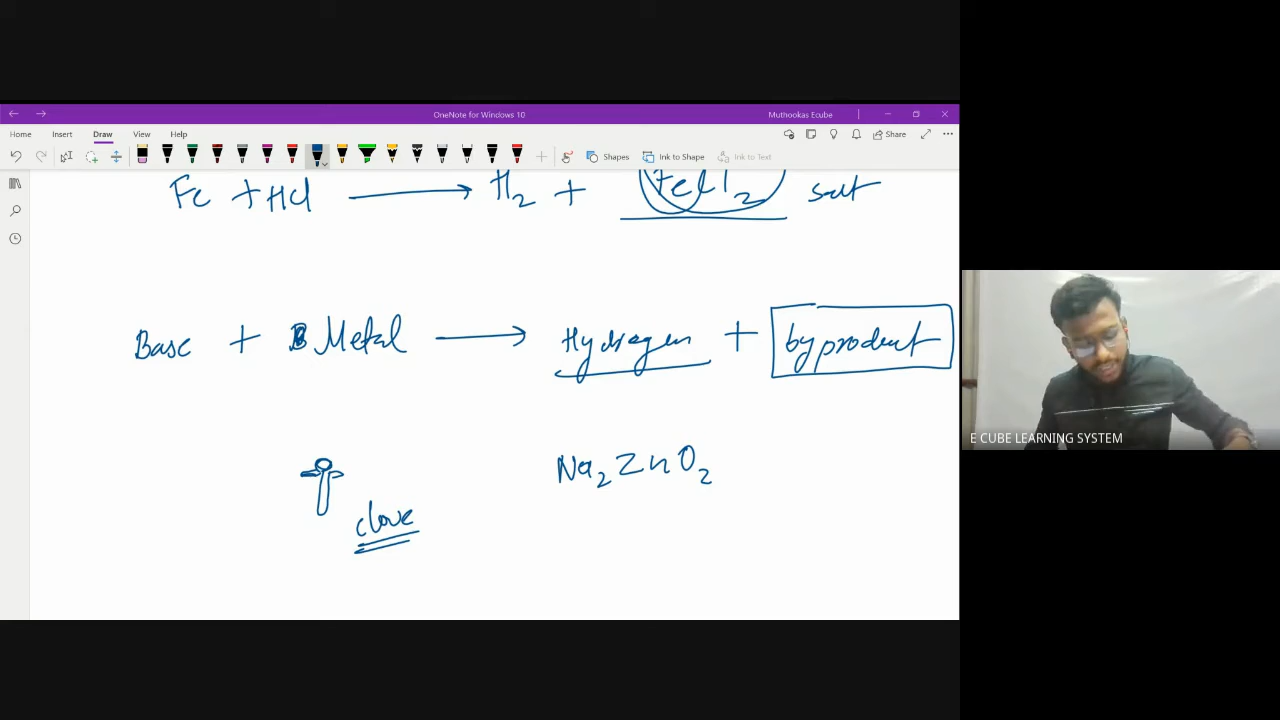 OneNote for Windows 10
Muthookas Ecube
Home Insert Draw View Help
Share
Shapes Ink to Shape Ink to Text
Fe + HCl → H2 + FeCl2 salt
Base + B Metal → Hydrogen + byproduct
Na2ZnO2
clove
E CUBE LEARNING SYSTEM